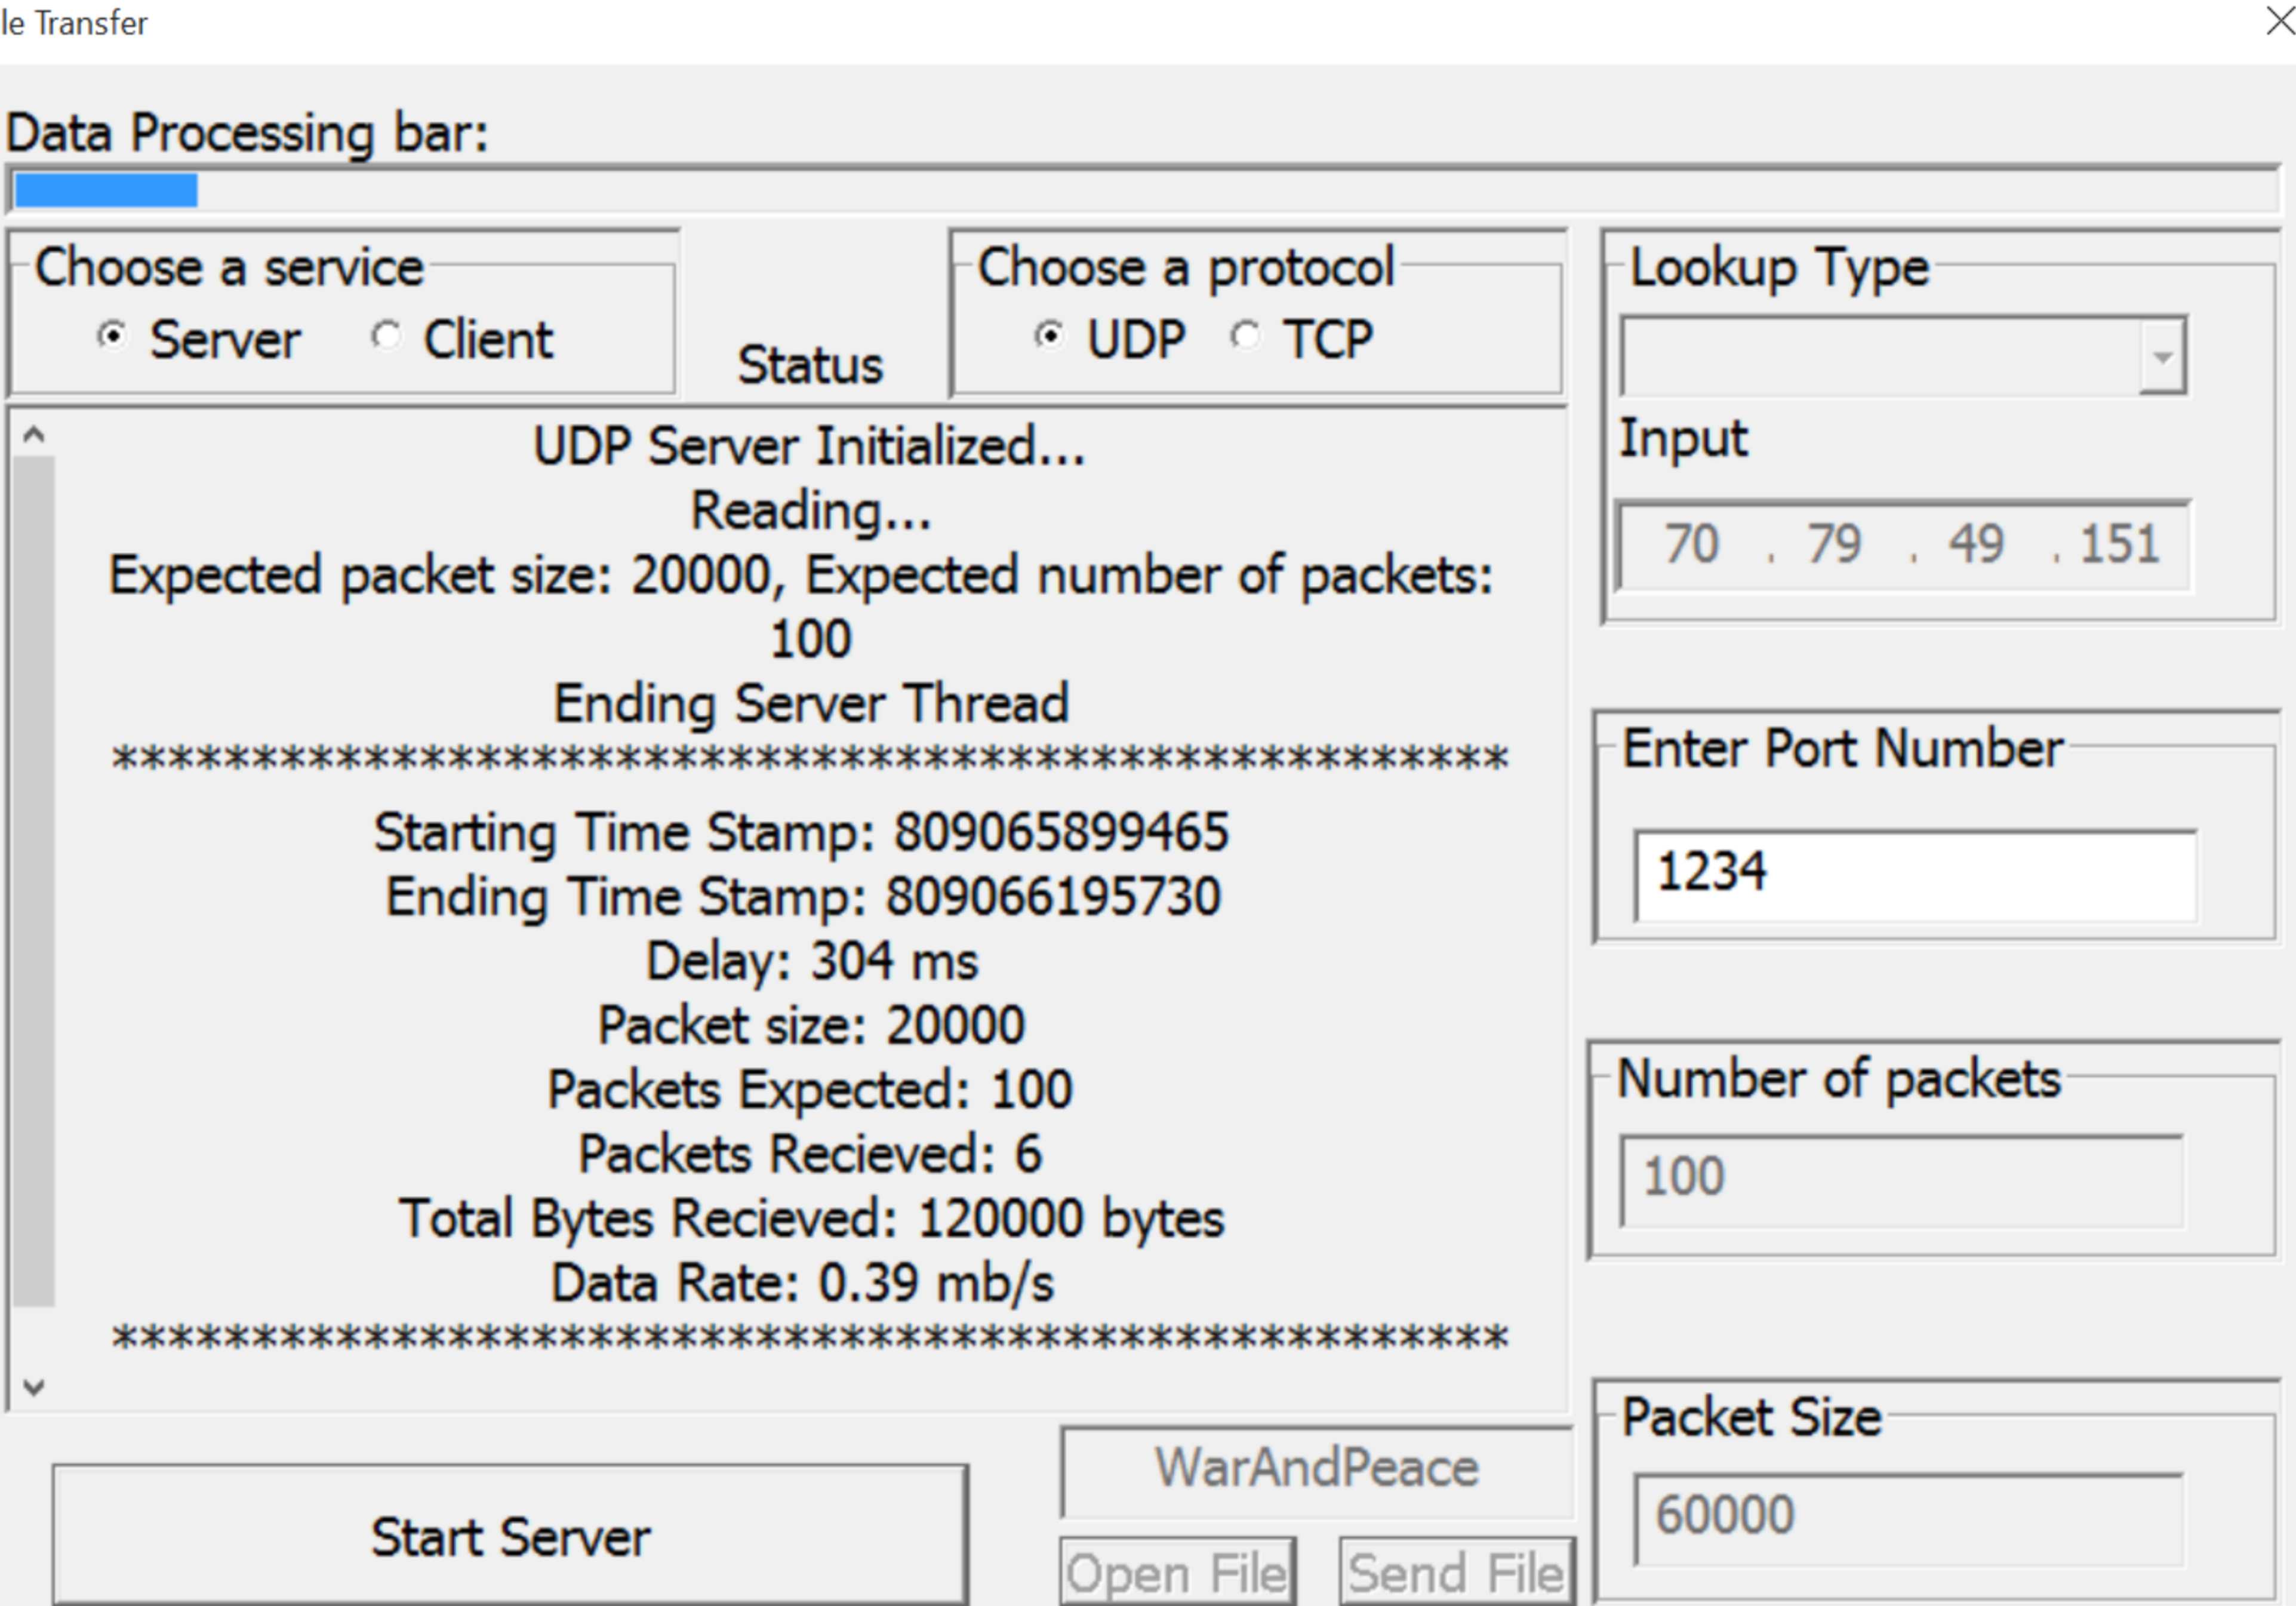 le Transfer
Data Processing bar:
Choose a service
Server Client
Status
Choose a protocol
UDP TCP
UDP Server Initialized...
Reading...
Expected packet size: 20000, Expected number of packets:
100
Ending Server Thread
**************************************************
Starting Time Stamp: 809065899465
Ending Time Stamp: 809066195730
Delay: 304 ms
Packet size: 20000
Packets Expected: 100
Packets Recieved: 6
Total Bytes Recieved: 120000 bytes
Data Rate: 0.39 mb/s
**************************************************
Start Server
WarAndPeace
Open File Send File
Lookup Type
Input
70 . 79 . 49 . 151
Enter Port Number
1234
Number of packets
100
Packet Size
60000